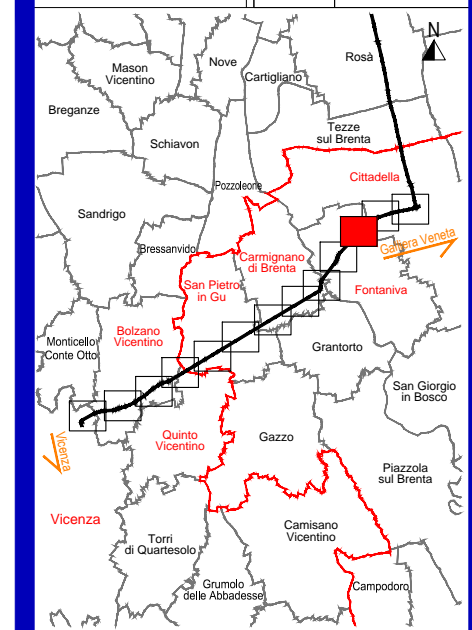 N
Nove
Rosà
Mason
Vicentino
Cartigliano
Breganze
Tezze
sul Brenta
Schiavon
Cittadella
Pozzoleone
Sandrigo
Galliera Veneta
Bressanvido
Carmignano
di Brenta
San Pietro
in Gu
Fontaniva
Bolzano
Vicentino
Monticello
Conte Otto
Grantorto
San Giorgio
in Bosco
Vicenza
Quinto
Vicentino
Gazzo
Piazzola
sul Brenta
Vicenza
Camisano
Vicentino
Torri
di Quartesolo
Grumolo
delle Abbadesse
Campodoro